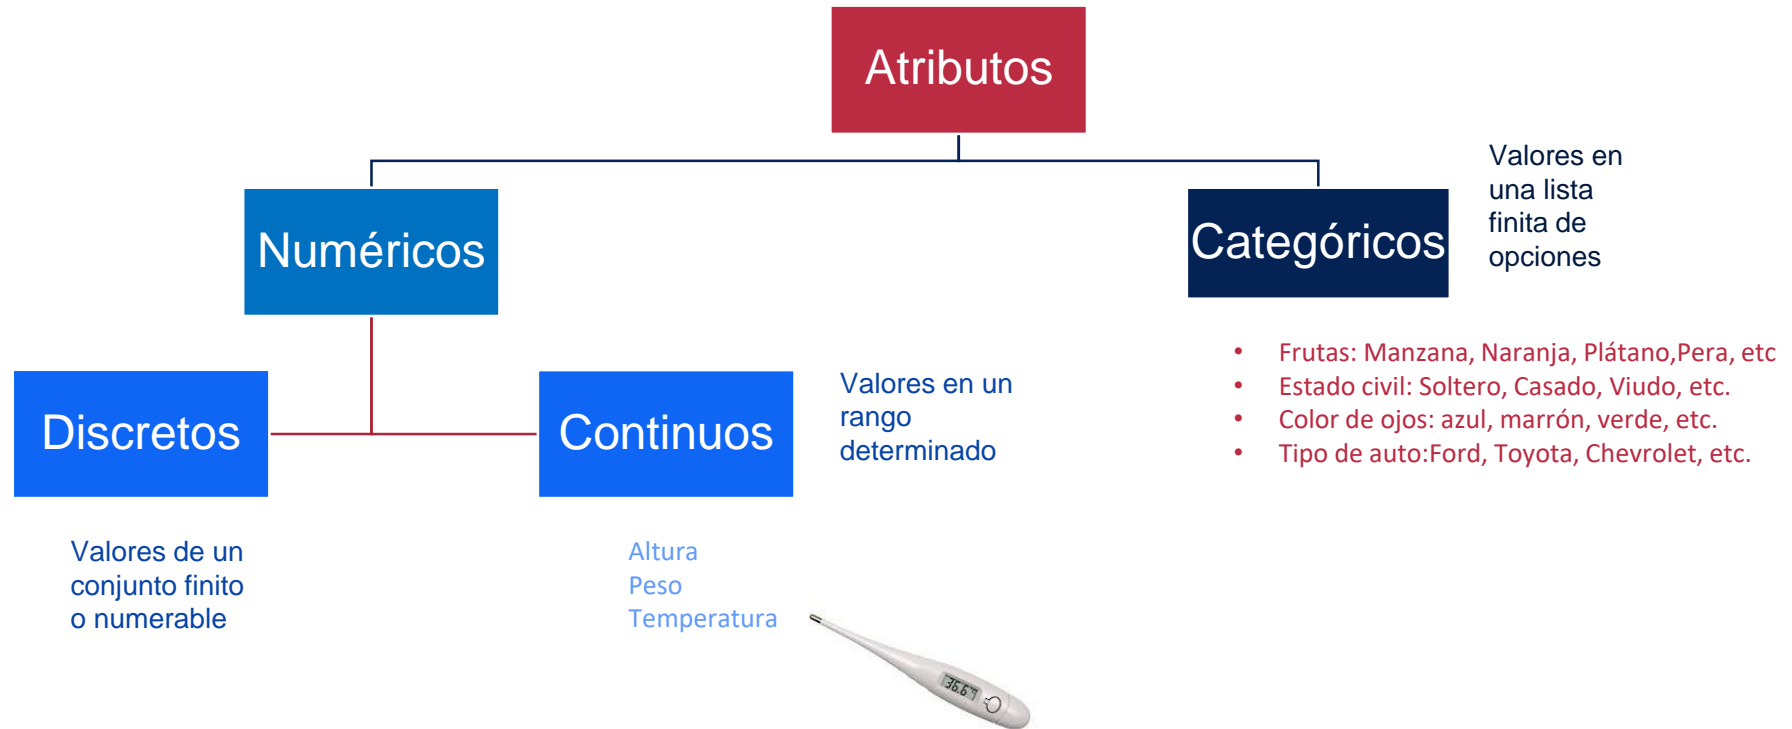 Atributos
Numéricos
Categóricos
Valores en
una lista
finita de
opciones
Discretos
Continuos
Valores en un
rango
determinado
• Frutas: Manzana, Naranja, Plátano,Pera, etc
• Estado civil: Soltero, Casado, Viudo, etc.
• Color de ojos: azul, marrón, verde, etc.
• Tipo de auto:Ford, Toyota, Chevrolet, etc.
Valores de un
conjunto finito
o numerable
Altura
Peso
Temperatura